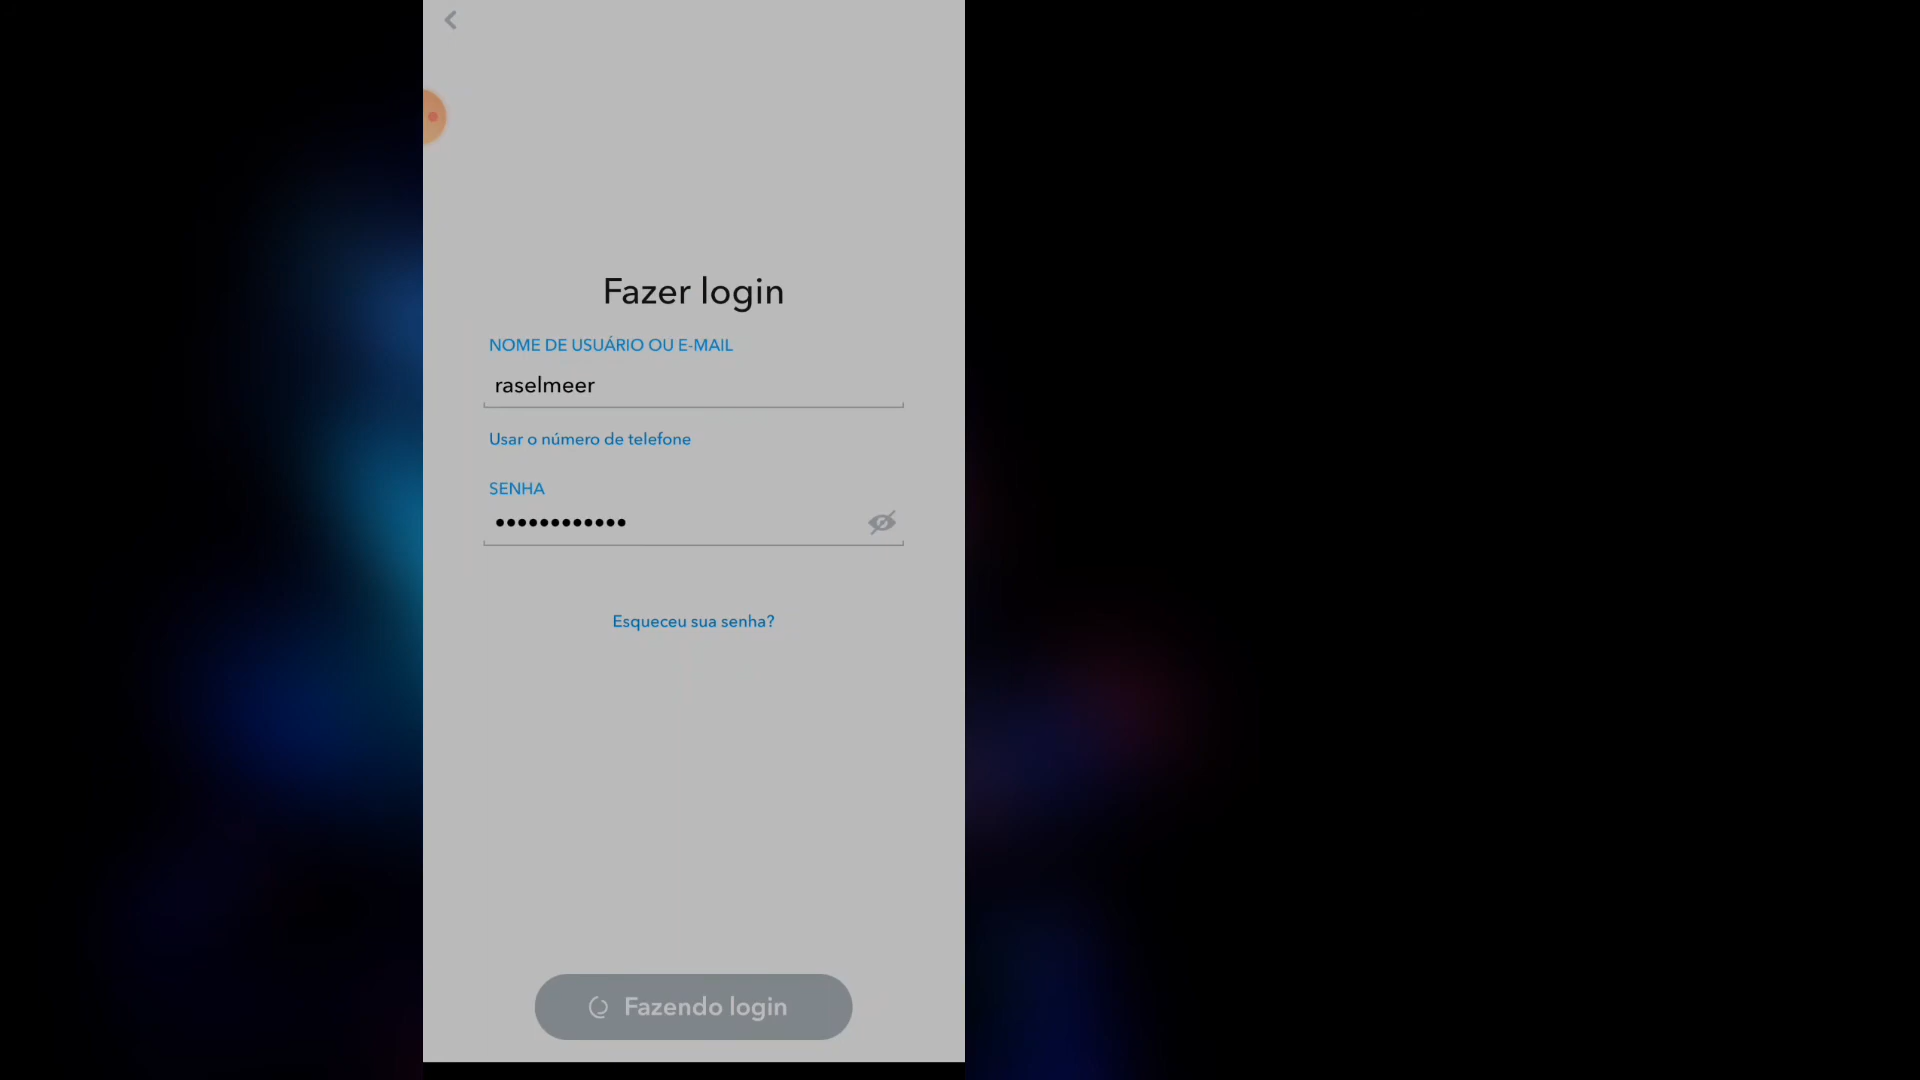 Fazer login
NOME DE USUÁRIO OU E-MAIL
raselmeer
Usar o número de telefone
SENHA
••••••••••••
Esqueceu sua senha?
Fazendo login